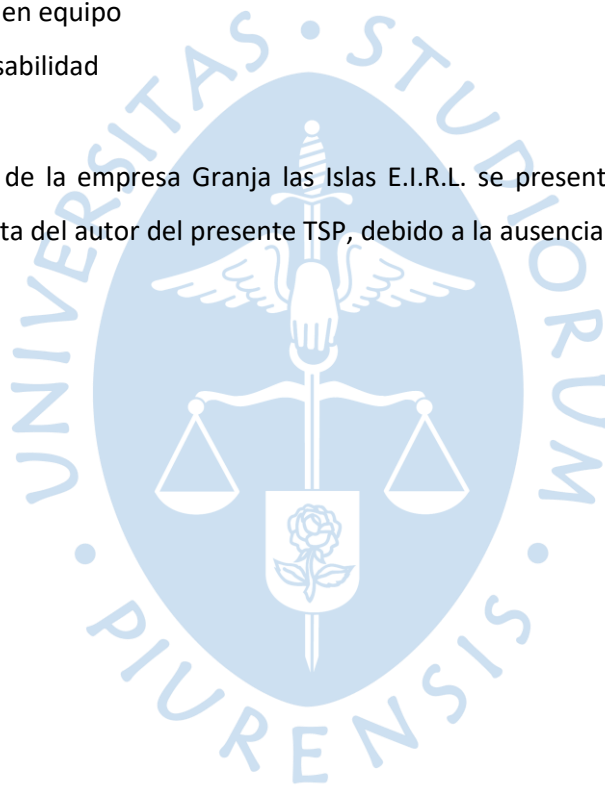 en equipo
sabilidad
de la empresa Granja las Islas E.I.R.L. se present
ta del autor del presente TSP, debido a la ausencia
UNIVERSITAS • STUDIORUM • PIURENSIS •